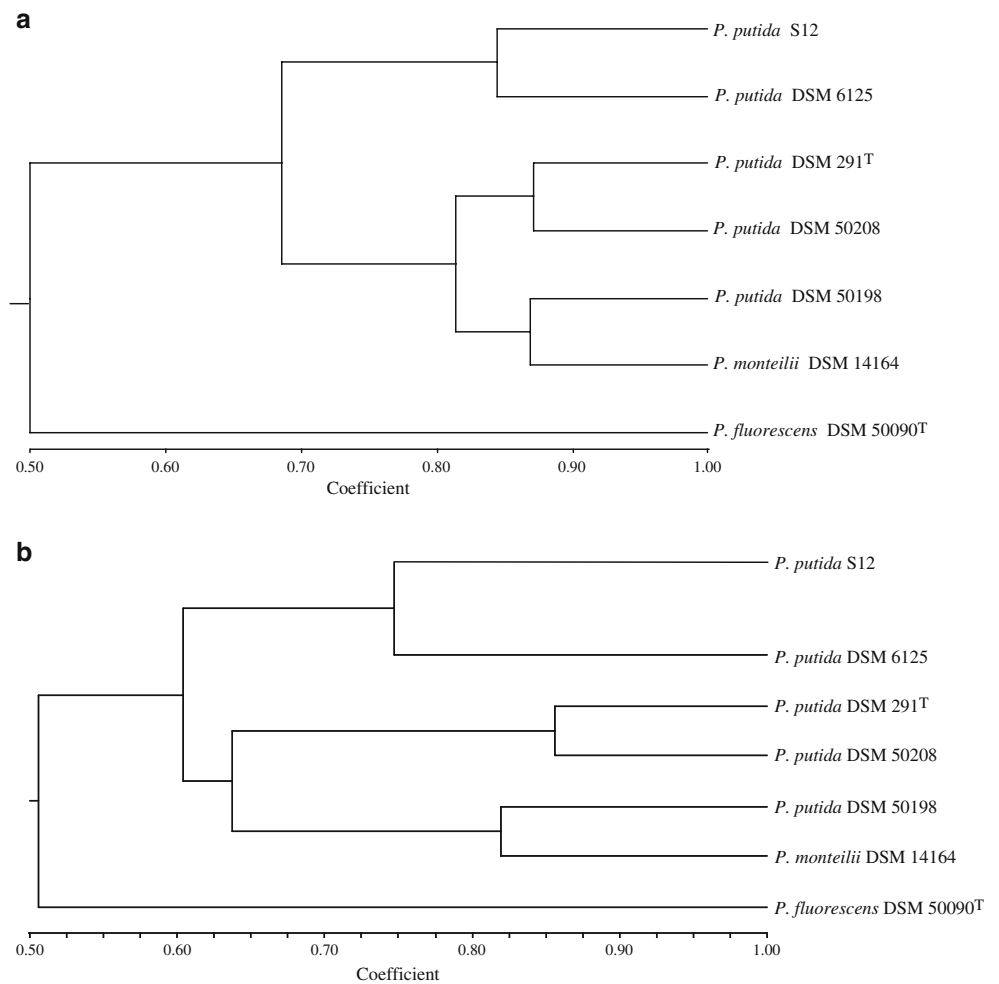 a
P. putida S12
P. putida DSM 6125
P. putida DSM 291T
P. putida DSM 50208
P. putida DSM 50198
P. monteilii DSM 14164
P. fluorescens DSM 50090T
0.50 0.60 0.70 0.80 0.90 1.00
Coefficient
b
P. putida S12
P. putida DSM 6125
P. putida DSM 291T
P. putida DSM 50208
P. putida DSM 50198
P. monteilii DSM 14164
P. fluorescens DSM 50090T
0.50 0.60 0.70 0.80 0.90 1.00
Coefficient